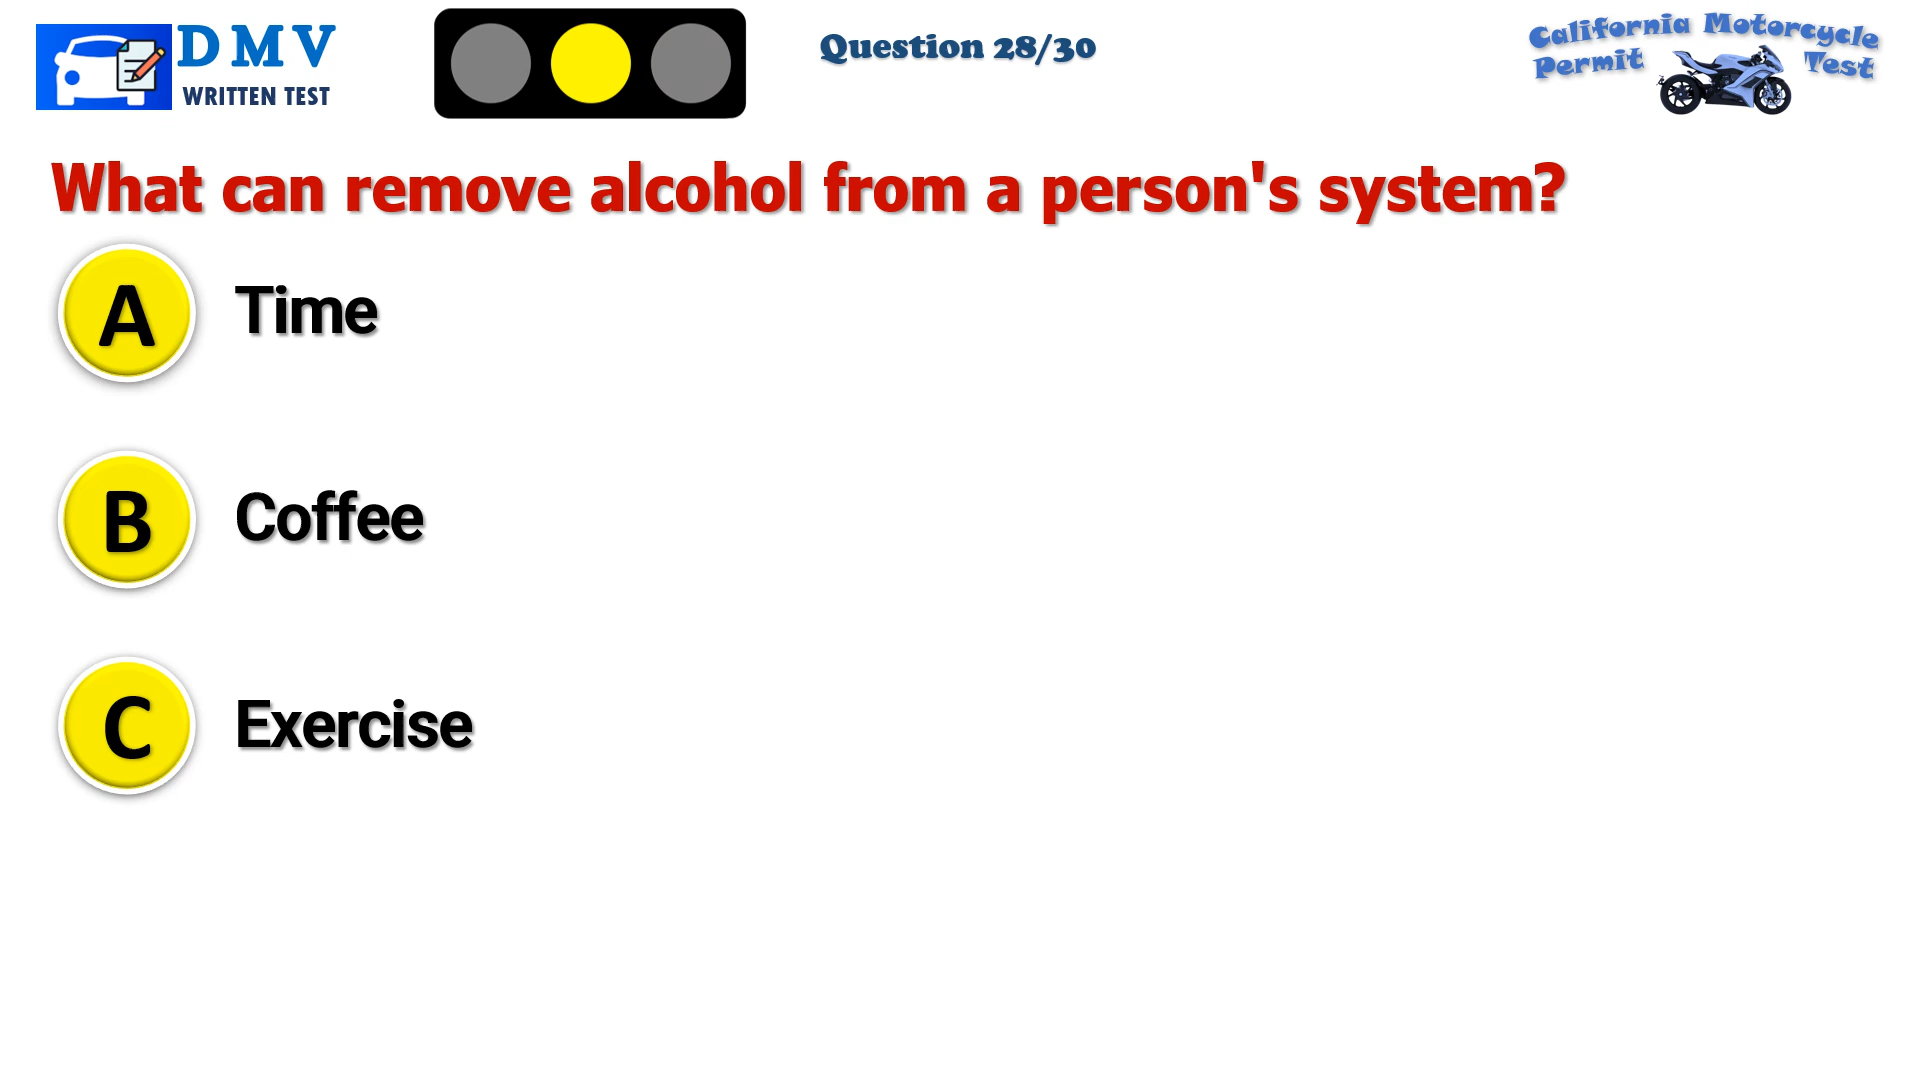 DMV
WRITTEN TEST
Question 28/30
California Motorcycle
Permit Test
What can remove alcohol from a person's system?
A Time
B Coffee
C Exercise